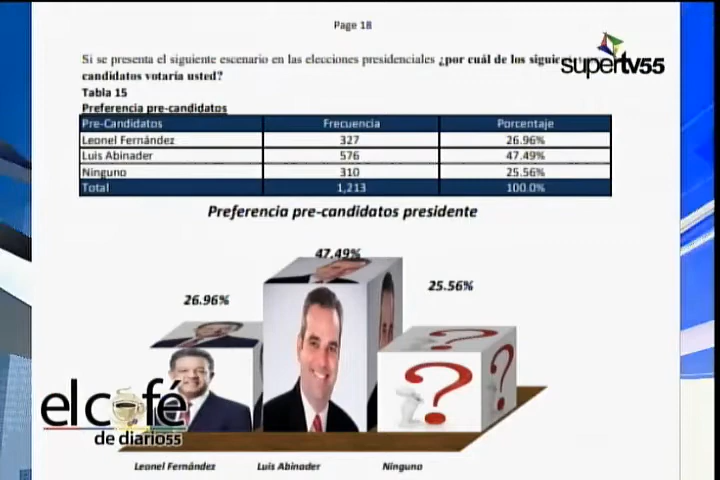 Page 18
Si se presenta el siguiente escenario en las elecciones presidenciales ¿por cuál de los
candidatos votaría usted?
supertv55
Tabla 15
Preferencia pre-candidatos
Pre-Candidatos Frecuencia Porcentaje
Leonel Fernández 327 26.96%
Luis Abinader 576 47.49%
Ninguno 310 25.56%
Total 1,213 100.0%
Preferencia pre-candidatos presidente
47.49%
26.96%
25.56%
?
?
?
el café
de diario55
Leonel Fernández Luis Abinader Ninguno